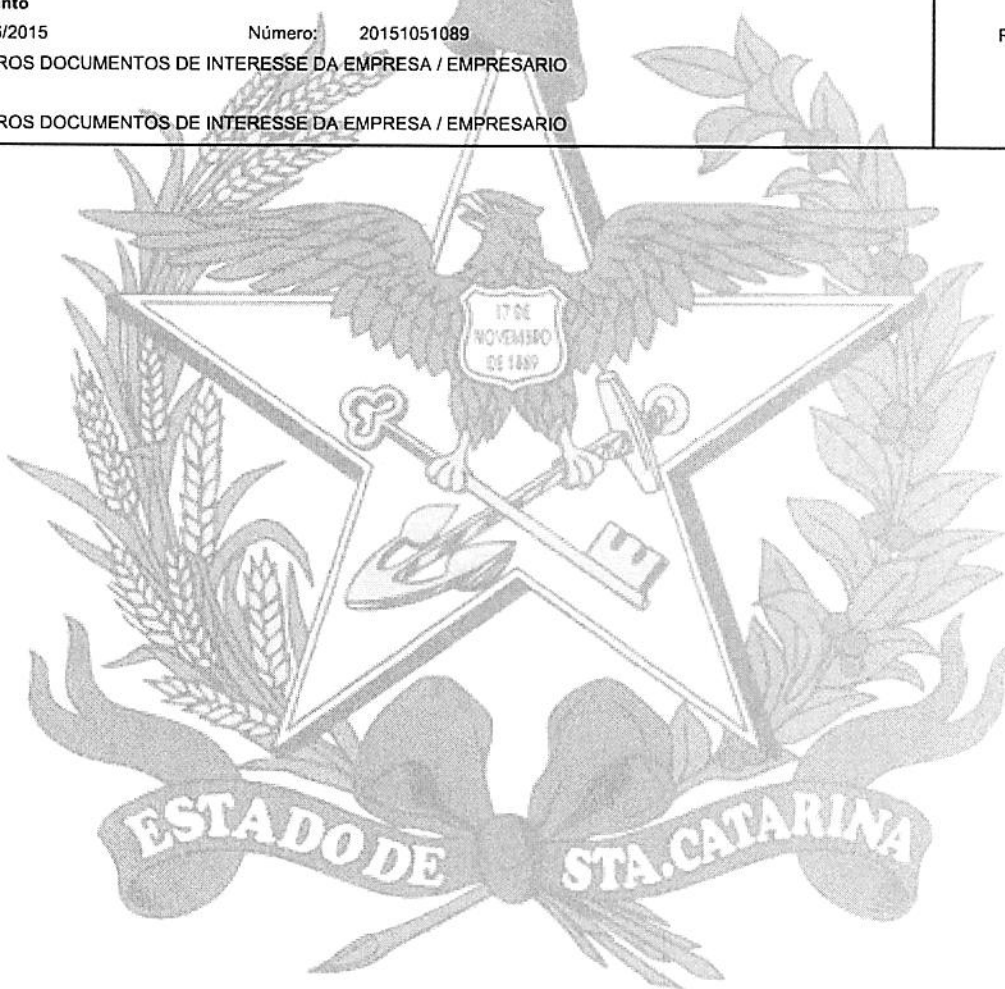 nto
6/2015 Número: 20151051089
ROS DOCUMENTOS DE INTERESSE DA EMPRESA / EMPRESARIO
ROS DOCUMENTOS DE INTERESSE DA EMPRESA / EMPRESARIO
17 DE
NOVEMBRO
DE 1889
ESTADO DE STA. CATARINA